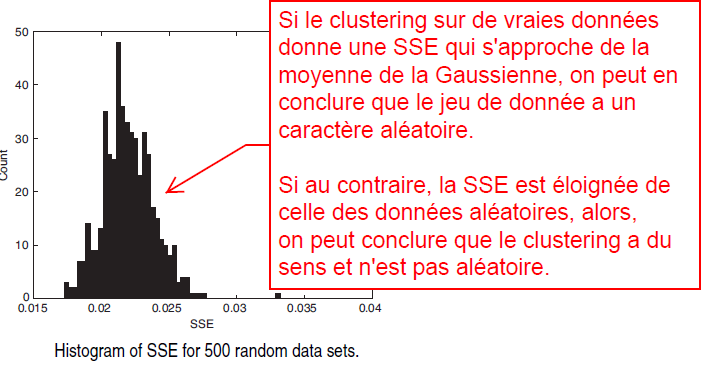 Si le clustering sur de vraies données
donne une SSE qui s'approche de la
moyenne de la Gaussienne, on peut en
conclure que le jeu de donnée a un
caractère aléatoire.
Si au contraire, la SSE est éloignée de
celle des données aléatoires, alors,
on peut conclure que le clustering a du
sens et n'est pas aléatoire.
50
40
30
20
10
0
Count
0.015 0.02 0.025 0.03 0.035 0.04
SSE
Histogram of SSE for 500 random data sets.